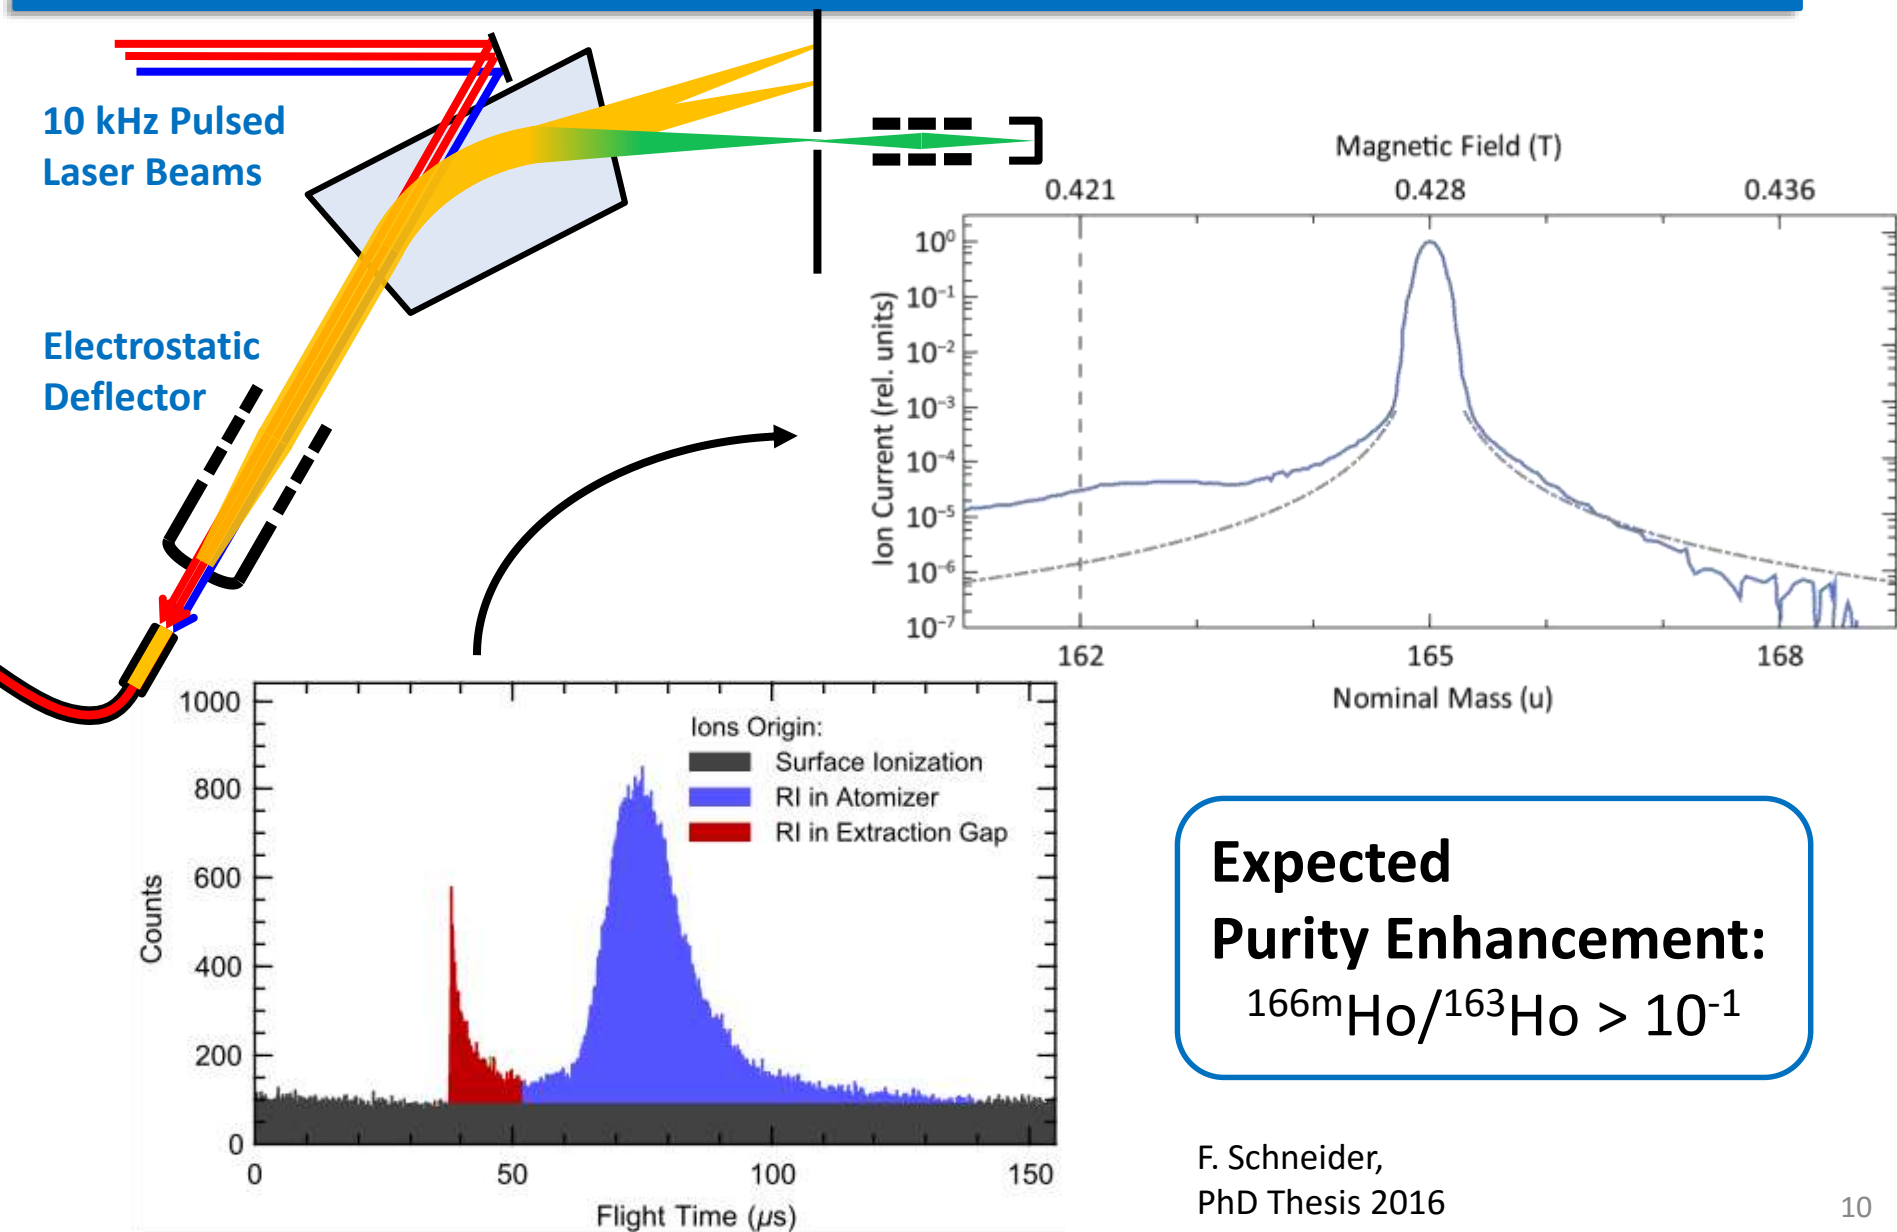 10 kHz Pulsed
Laser Beams
Electrostatic
Deflector
Magnetic Field (T)
0.421 0.428 0.436
Ion Current (rel. units)
10⁰
10⁻¹
10⁻²
10⁻³
10⁻⁴
10⁻⁵
10⁻⁶
10⁻⁷
162 165 168
Nominal Mass (u)
Counts
1000
800
600
400
200
0
Ions Origin:
Surface Ionization
RI in Atomizer
RI in Extraction Gap
0 50 100 150
Flight Time (µs)
Expected
Purity Enhancement:
¹⁶⁶ᵐHo/¹⁶³Ho > 10⁻¹
F. Schneider,
PhD Thesis 2016
10